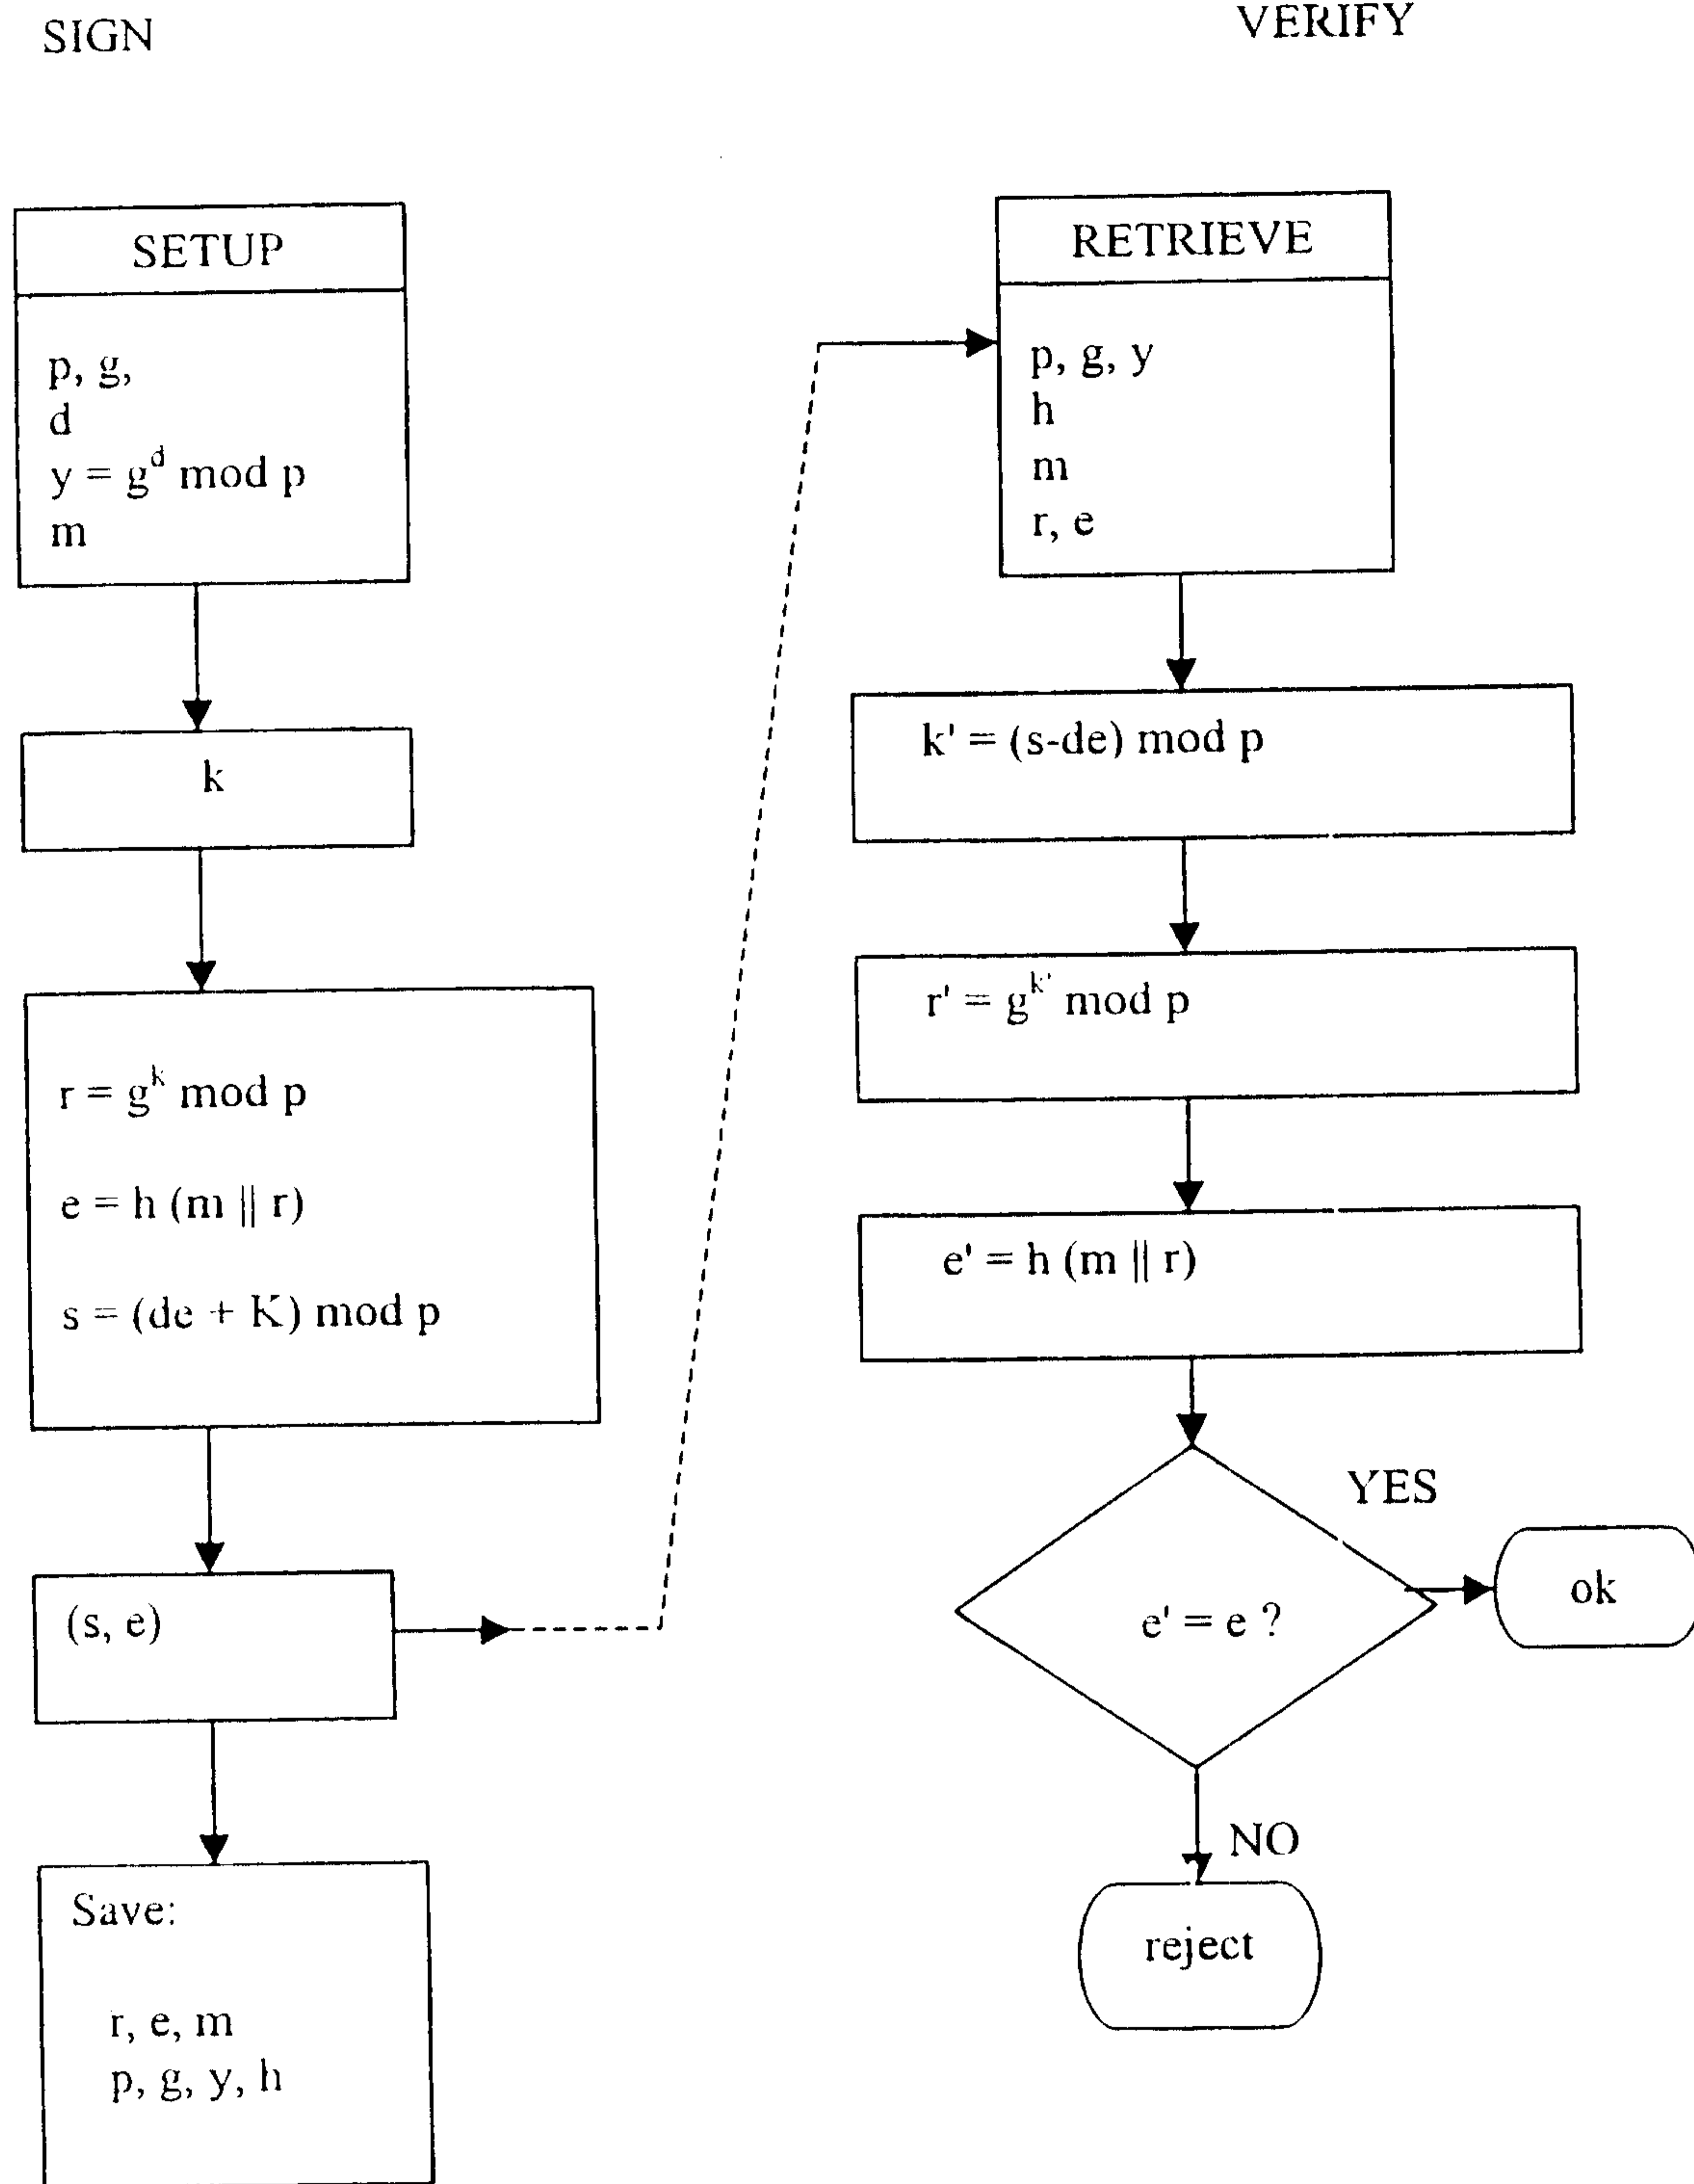 SIGN
VERIFY
SETUP
p, g,
d
y = g^d mod p
m
k
r = g^k mod p
e = h (m || r)
s = (de + K) mod p
(s, e)
Save:
r, e, m
p, g, y, h
RETRIEVE
p, g, y
h
m
r, e
k' = (s-de) mod p
r' = g^k' mod p
e' = h (m || r)
e' = e ?
YES
ok
NO
reject